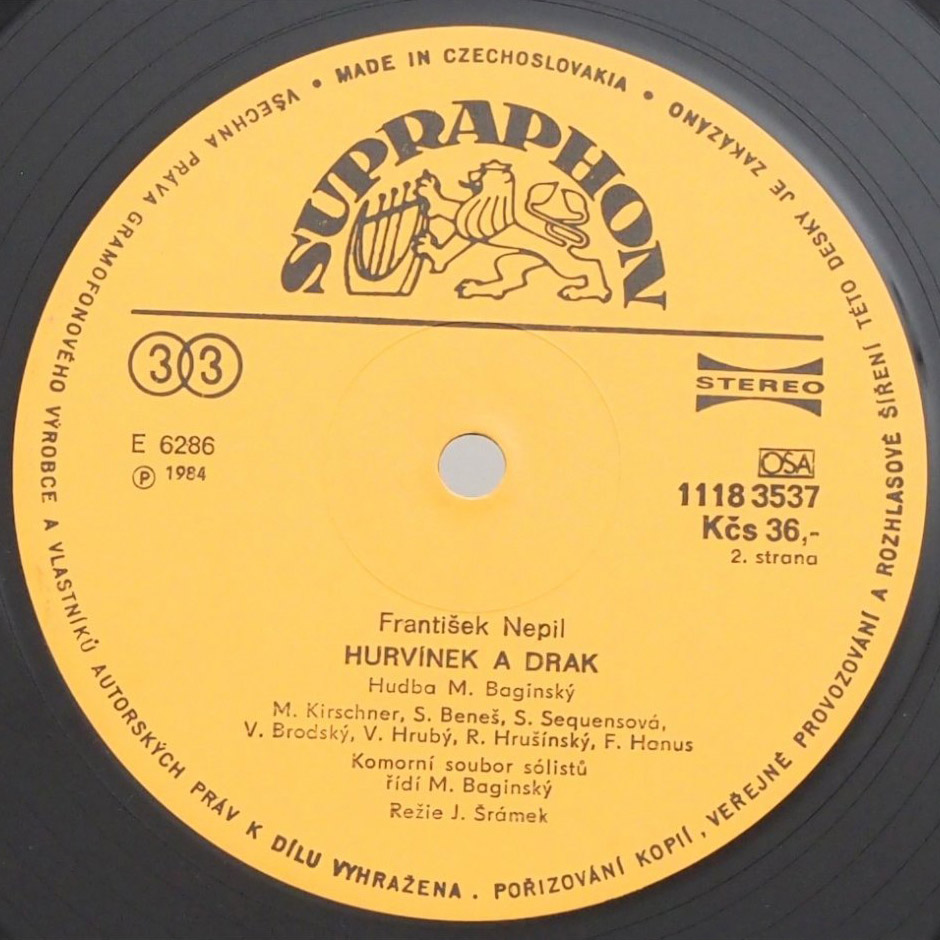 VŠECHNA PRÁVA GRAMOFONOVÉHO VÝROBCE A VLASTNÍKŮ AUTORSKÝCH PRÁV K DÍLU VYHRAŽENA . POŘIZOVÁNÍ KOPIÍ , VEŘEJNÉ PROVOZOVÁNÍ A ROZHLASOVÉ ŠÍŘENÍ TÉTO DESKY JE ZAKÁZÁNO • MADE IN CZECHOSLOVAKIA •
SUPRAPHON
33
STEREO
E 6286
Ⓟ 1984
OSA
1118 3537
Kčs 36,-
2. strana
František Nepil
HURVÍNEK A DRAK
Hudba M. Bagínský
M. Kirschner, S. Beneš, S. Sequensová,
V. Brodský, V. Hrubý, R. Hrušínský, F. Hanus
Komorní soubor sólistů
řídí M. Baginský
Režie J. Šrámek